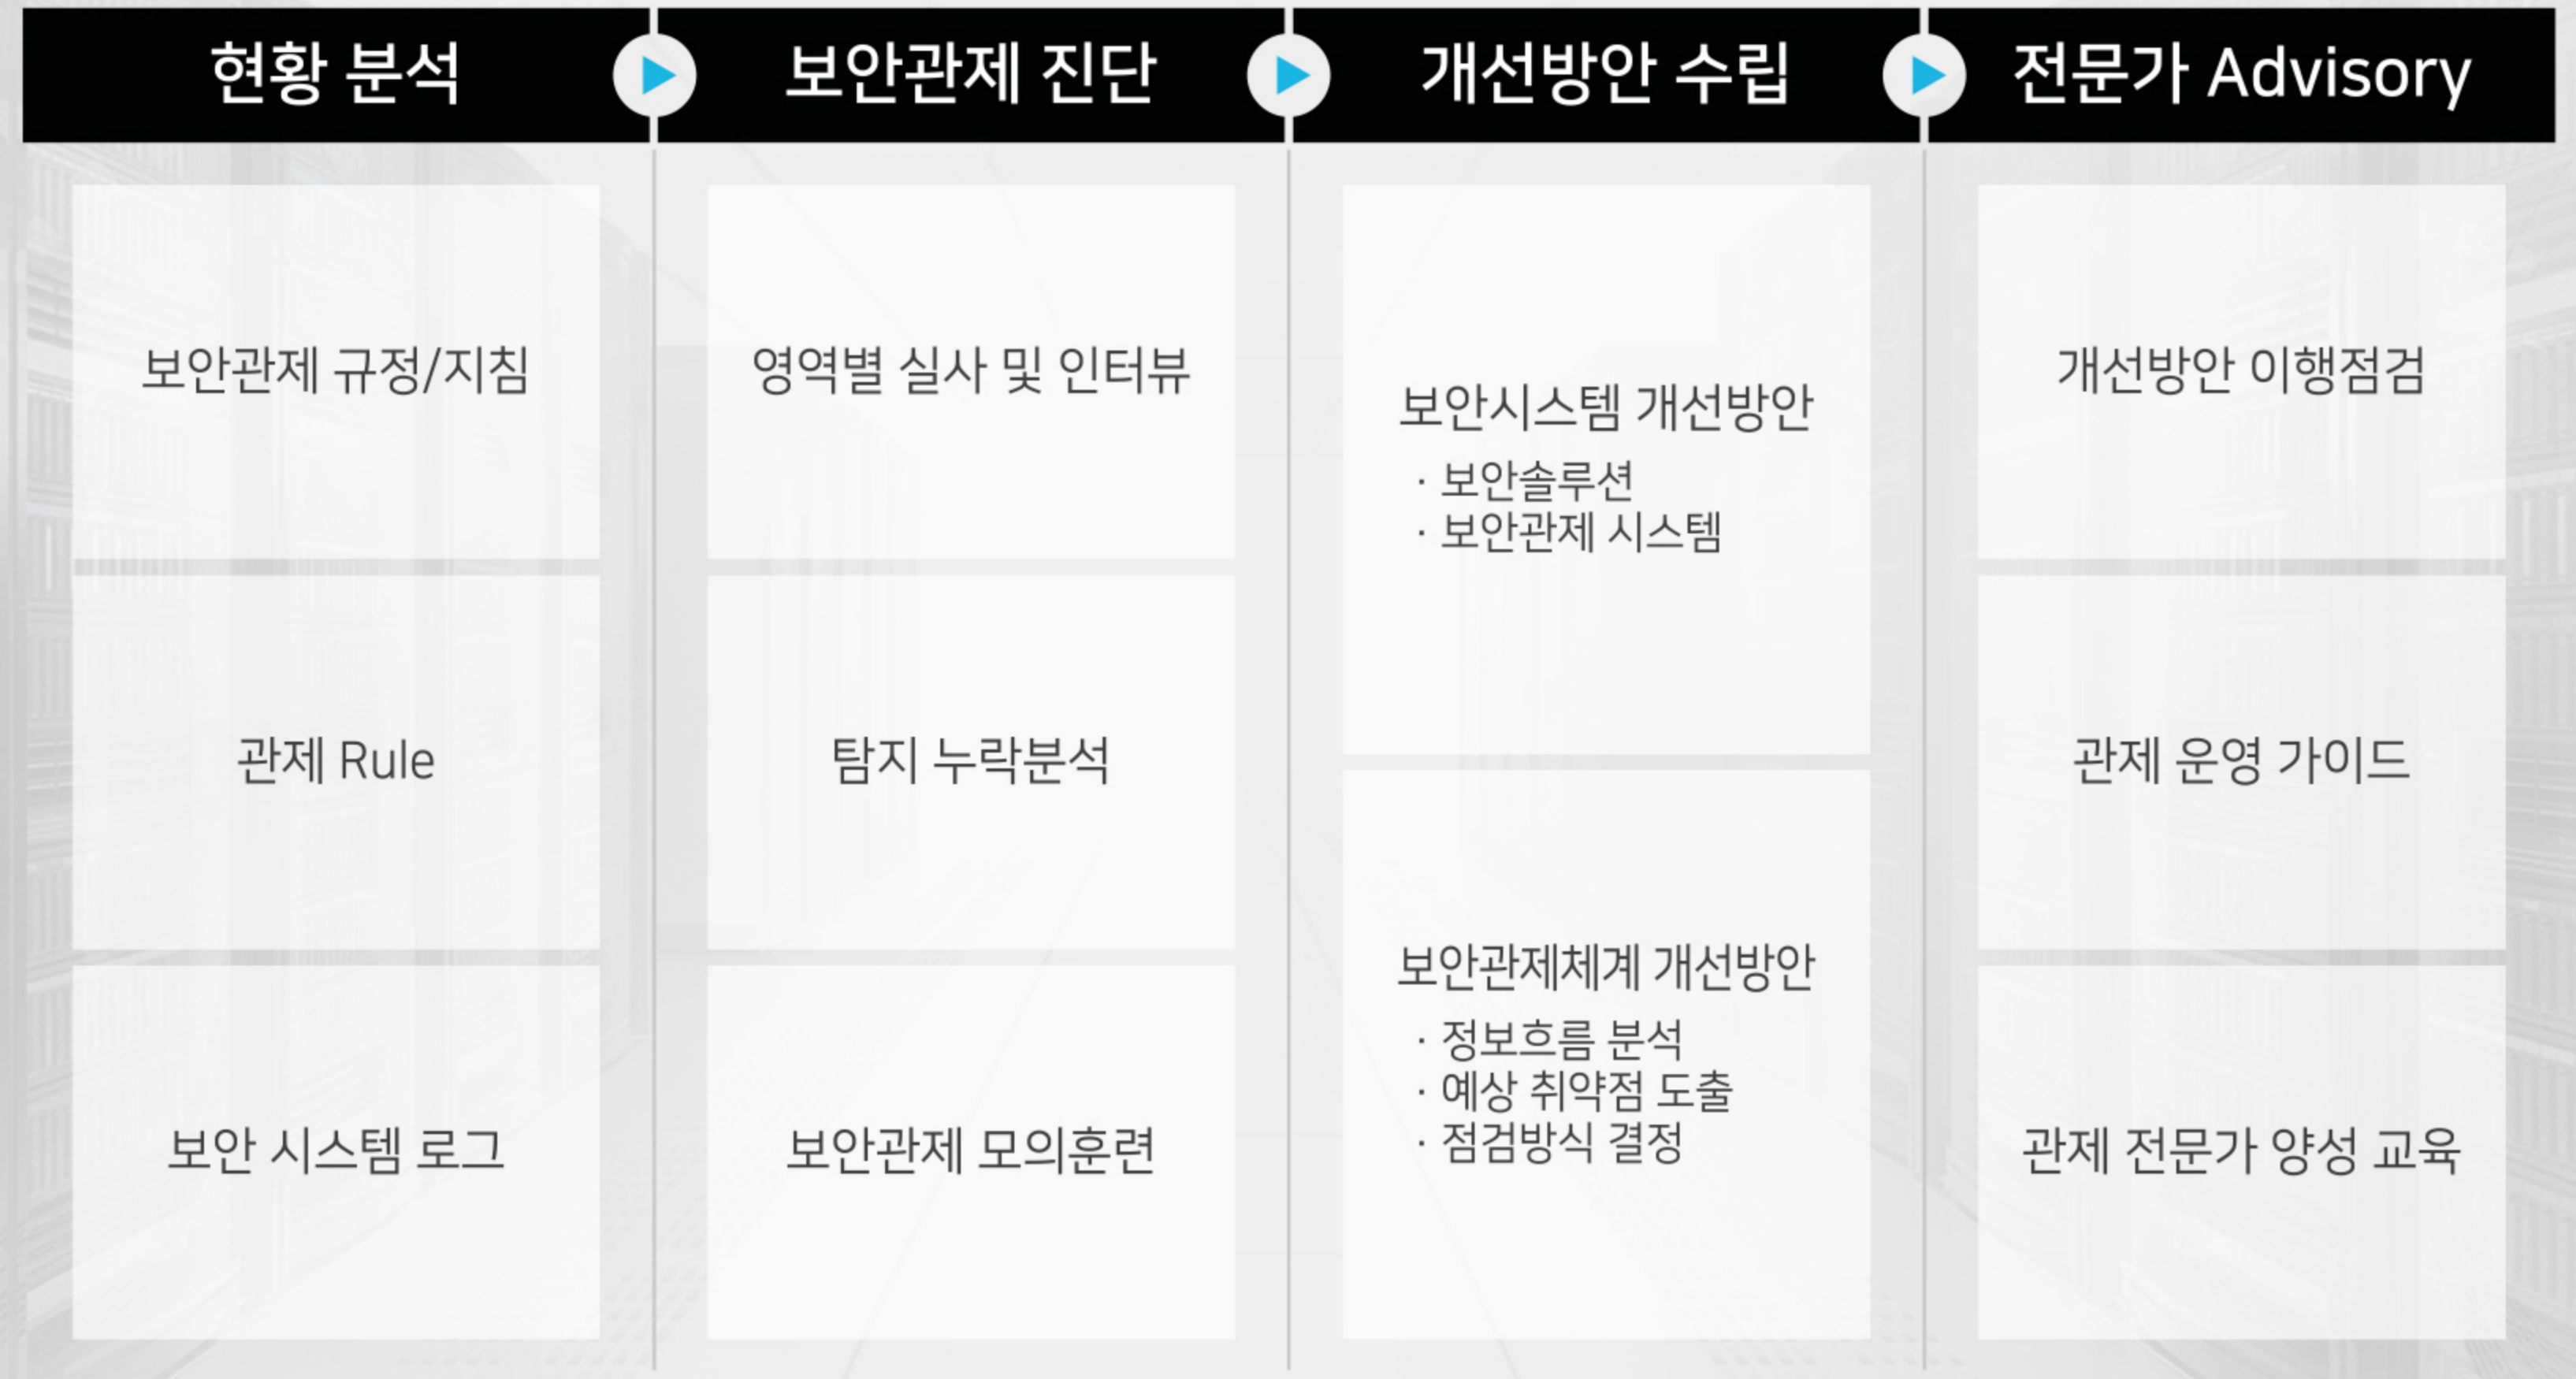 현황 분석
보안관제 진단
개선방안 수립
전문가 Advisory
보안관제 규정/지침
관제 Rule
보안 시스템 로그
영역별 실사 및 인터뷰
탐지 누락분석
보안관제 모의훈련
보안시스템 개선방안
· 보안솔루션
· 보안관제 시스템
보안관제체계 개선방안
· 정보흐름 분석
· 예상 취약점 도출
· 점검방식 결정
개선방안 이행점검
관제 운영 가이드
관제 전문가 양성 교육